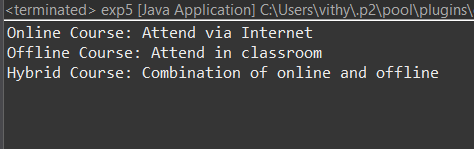 <terminated> exp5 [Java Application] C:\Users\vithy\.p2\pool\plugins\
Online Course: Attend via Internet
Offline Course: Attend in classroom
Hybrid Course: Combination of online and offline